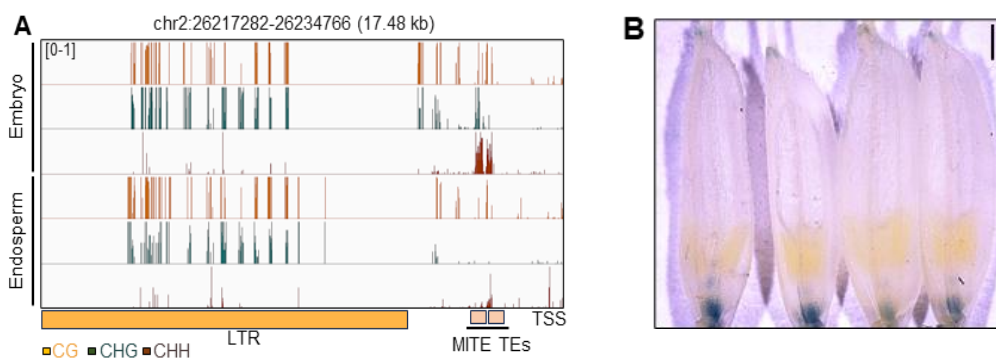 A
chr2:26217282-26234766 (17.48 kb)
B
[0-1]
Embryo
Endosperm
LTR
MITE TEs
TSS
CG CHG CHH